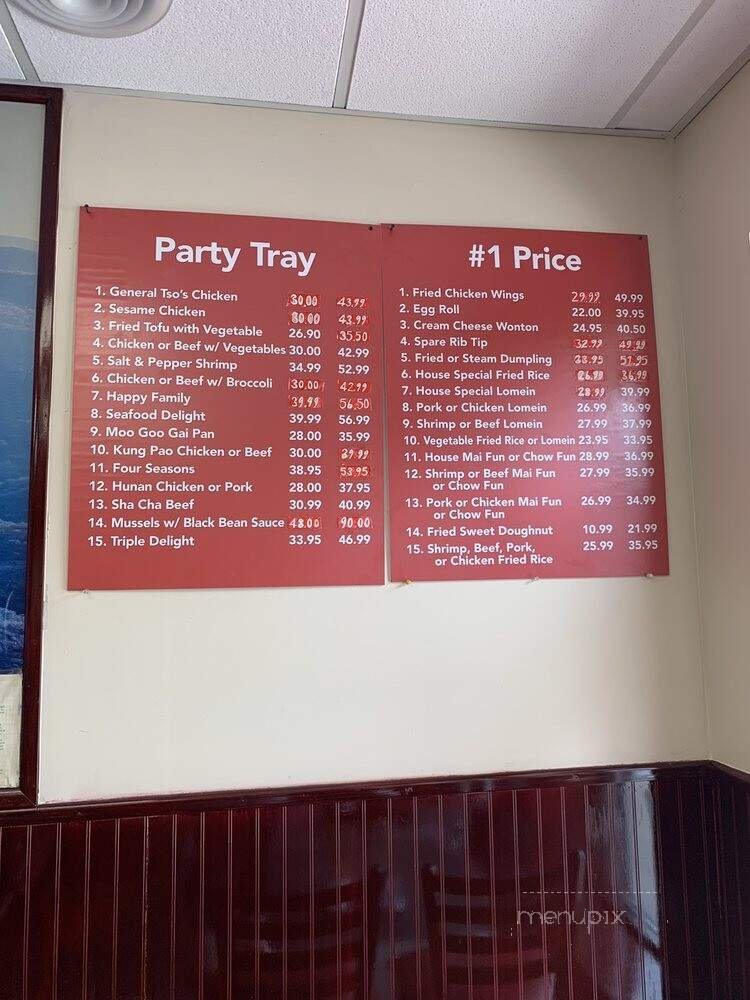 Party Tray
1. General Tso's Chicken 30.00 43.99
2. Sesame Chicken 30.00 43.99
3. Fried Tofu with Vegetable 26.90 35.50
4. Chicken or Beef w/ Vegetables 30.00 42.99
5. Salt & Pepper Shrimp 34.99 52.99
6. Chicken or Beef w/ Broccoli 30.00 42.99
7. Happy Family 39.99 56.50
8. Seafood Delight 39.99 56.99
9. Moo Goo Gai Pan 28.00 35.99
10. Kung Pao Chicken or Beef 30.00 39.99
11. Four Seasons 38.95 53.95
12. Hunan Chicken or Pork 28.00 37.95
13. Sha Cha Beef 30.99 40.99
14. Mussels w/ Black Bean Sauce 48.00 90.00
15. Triple Delight 33.95 46.99
#1 Price
1. Fried Chicken Wings 29.99 49.99
2. Egg Roll 22.00 39.95
3. Cream Cheese Wonton 24.95 40.50
4. Spare Rib Tip 32.99 49.99
5. Fried or Steam Dumpling 33.95 51.95
6. House Special Fried Rice 26.99 36.99
7. House Special Lomein 28.99 39.99
8. Pork or Chicken Lomein 26.99 36.99
9. Shrimp or Beef Lomein 27.99 37.99
10. Vegetable Fried Rice or Lomein 23.95 33.95
11. House Mai Fun or Chow Fun 28.99 36.99
12. Shrimp or Beef Mai Fun 27.99 35.99
or Chow Fun
13. Pork or Chicken Mai Fun 26.99 34.99
or Chow Fun
14. Fried Sweet Doughnut 10.99 21.99
15. Shrimp, Beef, Pork, 25.99 35.95
or Chicken Fried Rice
menupix